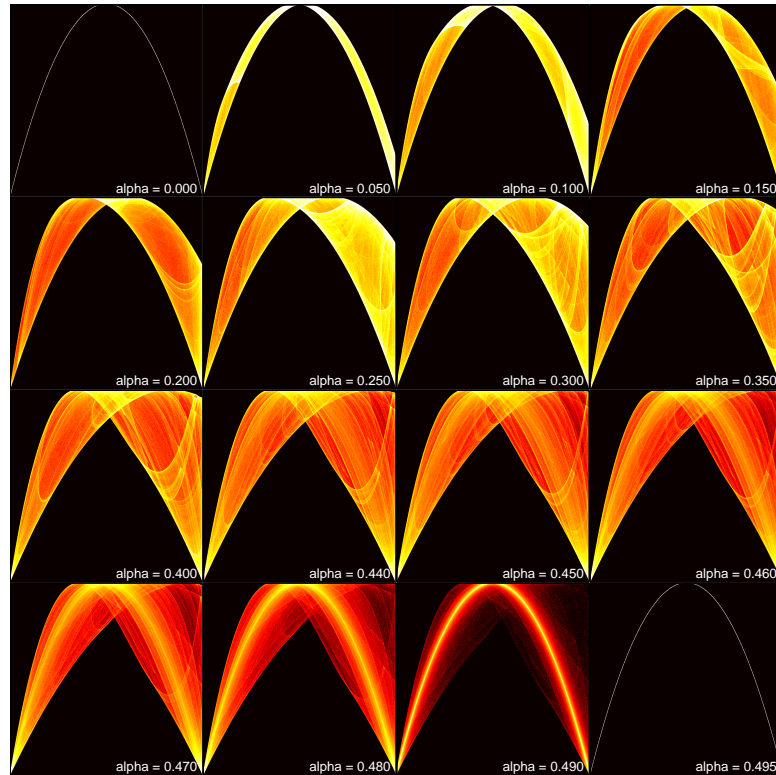 alpha = 0.000
alpha = 0.050
alpha = 0.100
alpha = 0.150
alpha = 0.200
alpha = 0.250
alpha = 0.300
alpha = 0.350
alpha = 0.400
alpha = 0.440
alpha = 0.450
alpha = 0.460
alpha = 0.470
alpha = 0.480
alpha = 0.490
alpha = 0.495